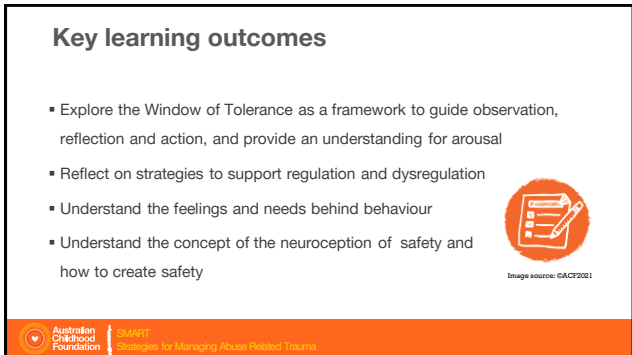 Key learning outcomes
▪ Explore the Window of Tolerance as a framework to guide observation,
reflection and action, and provide an understanding for arousal
▪ Reflect on strategies to support regulation and dysregulation
▪ Understand the feelings and needs behind behaviour
▪ Understand the concept of the neuroception of safety and
how to create safety
Image source: ©ACF2021
Australian
Childhood
Foundation
SMART
Strategies for Managing Abuse Related Trauma